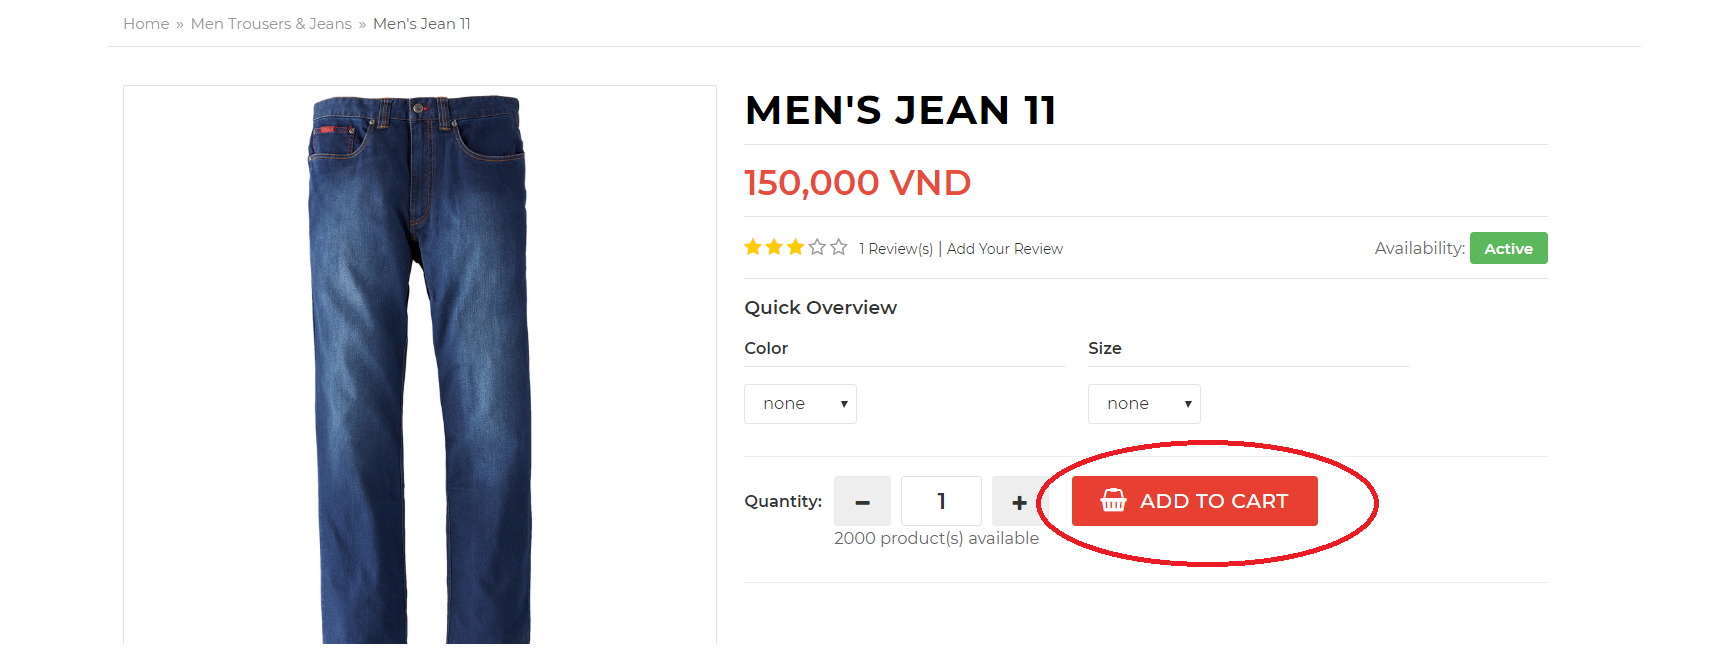 Home » Men Trousers & Jeans » Men's Jean 11
MEN'S JEAN 11
150,000 VND
1 Review(s) | Add Your Review
Availability: Active
Quick Overview
Color Size
none none
Quantity: - 1 + ADD TO CART
2000 product(s) available